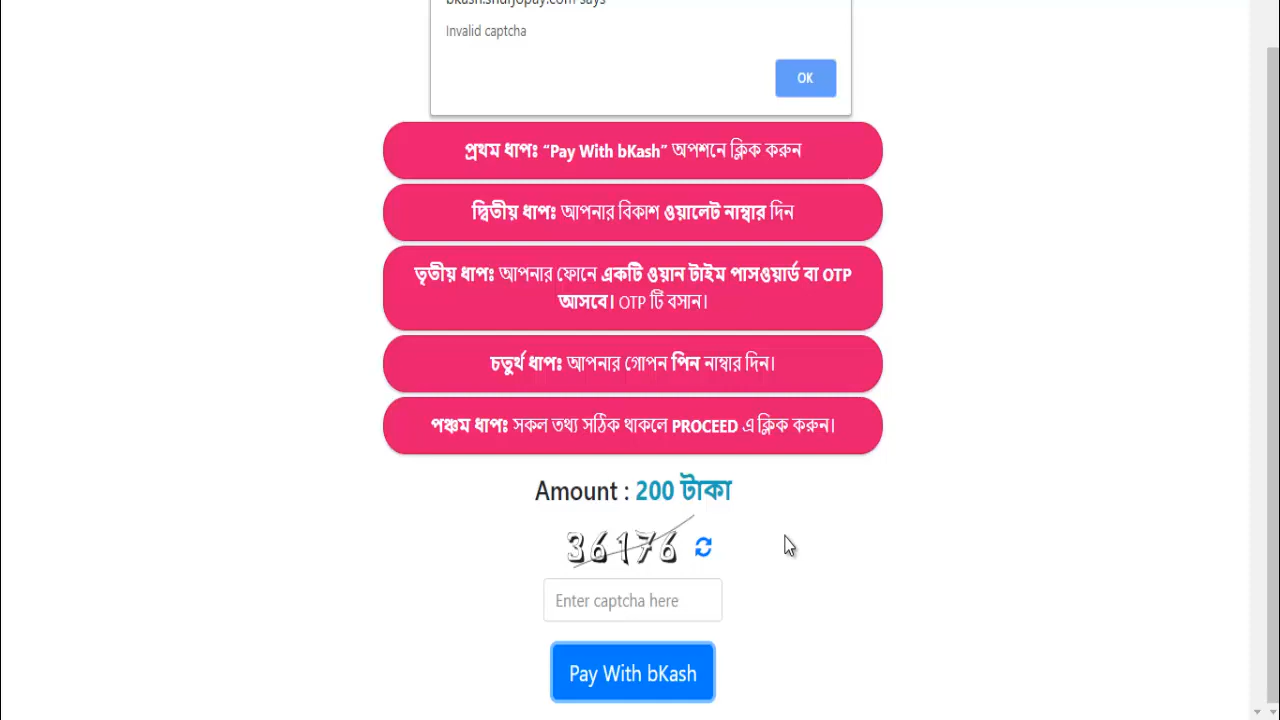 Invalid captcha
OK
প্রথম ধাপঃ “Pay With bKash” অপশনে ক্লিক করুন
দ্বিতীয় ধাপঃ আপনার বিকাশ ওয়ালেট নাম্বার দিন
তৃতীয় ধাপঃ আপনার ফোনে একটি ওয়ান টাইম পাসওয়ার্ড বা OTP
আসবে। OTP টি বসান।
চতুর্থ ধাপঃ আপনার গোপন পিন নাম্বার দিন।
পঞ্চম ধাপঃ সকল তথ্য সঠিক থাকলে PROCEED এ ক্লিক করুন।
Amount : 200 টাকা
36176
Enter captcha here
Pay With bKash